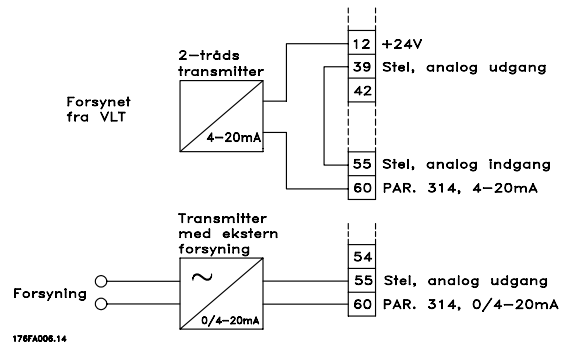 12 +24V
2-tråds
transmitter
39 Stel, analog udgang
42
Forsynet
fra VLT
4-20mA
55 Stel, analog indgang
60 PAR. 314, 4-20mA
Transmitter
med ekstern
forsyning
54
~
55 Stel, analog udgang
Forsyning
60 PAR. 314, 0/4-20mA
0/4-20mA
176FA006.14